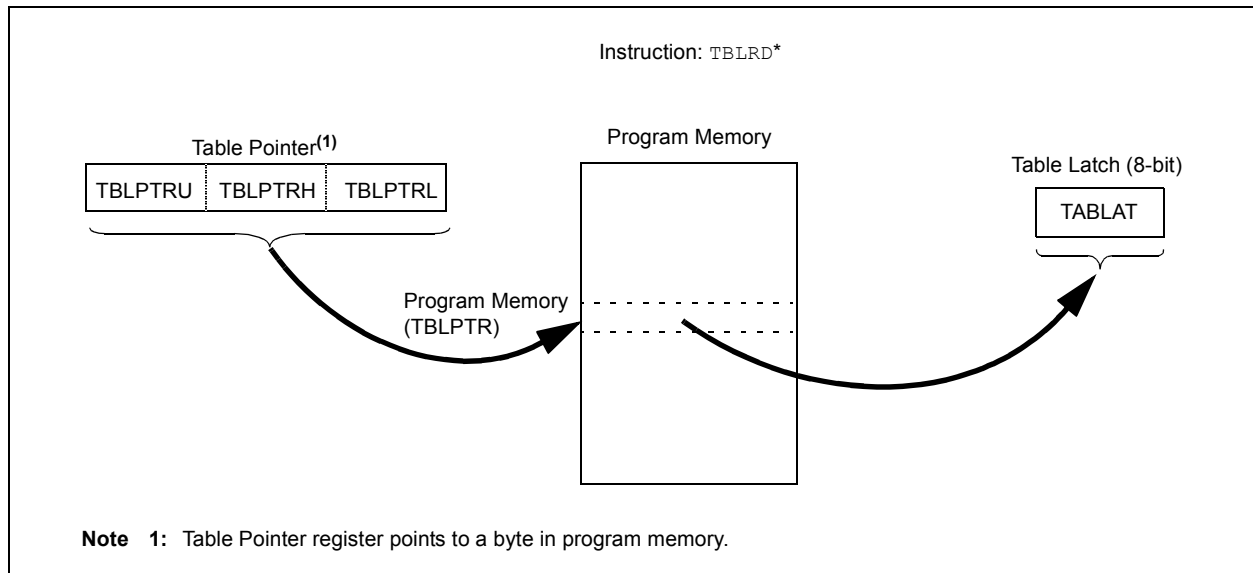 Instruction: TBLRD*
Table Pointer(1)
Program Memory
Table Latch (8-bit)
TBLPTRU TBLPTRH TBLPTRL
TABLAT
Program Memory
(TBLPTR)
Note 1: Table Pointer register points to a byte in program memory.